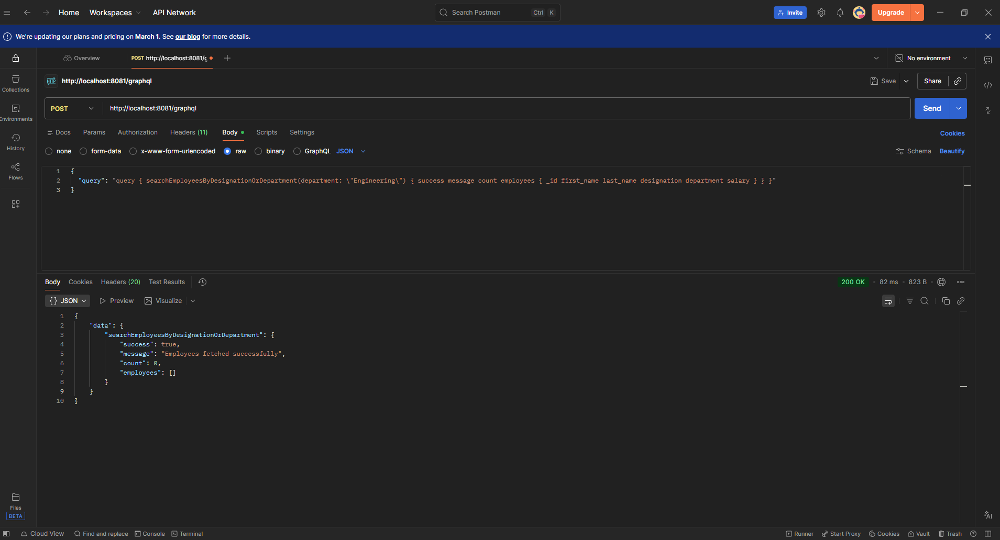 Home Workspaces API Network Search Postman Ctrl K Invite Upgrade
We're updating our plans and pricing on March 1. See our blog for more details.
Overview POST http://localhost:8081/g No environment
HTTP http://localhost:8081/graphql Save Share
Collections
POST http://localhost:8081/graphql Send
Environments
Docs Params Authorization Headers (11) Body Scripts Settings Cookies
History
none form-data x-www-form-urlencoded raw binary GraphQL JSON Schema Beautify
Flows
1 {
2 "query": "query { searchEmployeesByDesignationOrDepartment(department: \"Engineering\") { success message count employees { _id first_name last_name designation department salary } } }"
3 }
Body Cookies Headers (20) Test Results 200 OK • 82 ms • 823 B •
{} JSON Preview Visualize
1 {
2 "data": {
3 "searchEmployeesByDesignationOrDepartment": {
4 "success": true,
5 "message": "Employees fetched successfully",
6 "count": 0,
7 "employees": []
8 }
9 }
10 }
Files
BETA
AI
Cloud View Find and replace Console Terminal Runner Start Proxy Cookies Vault Trash